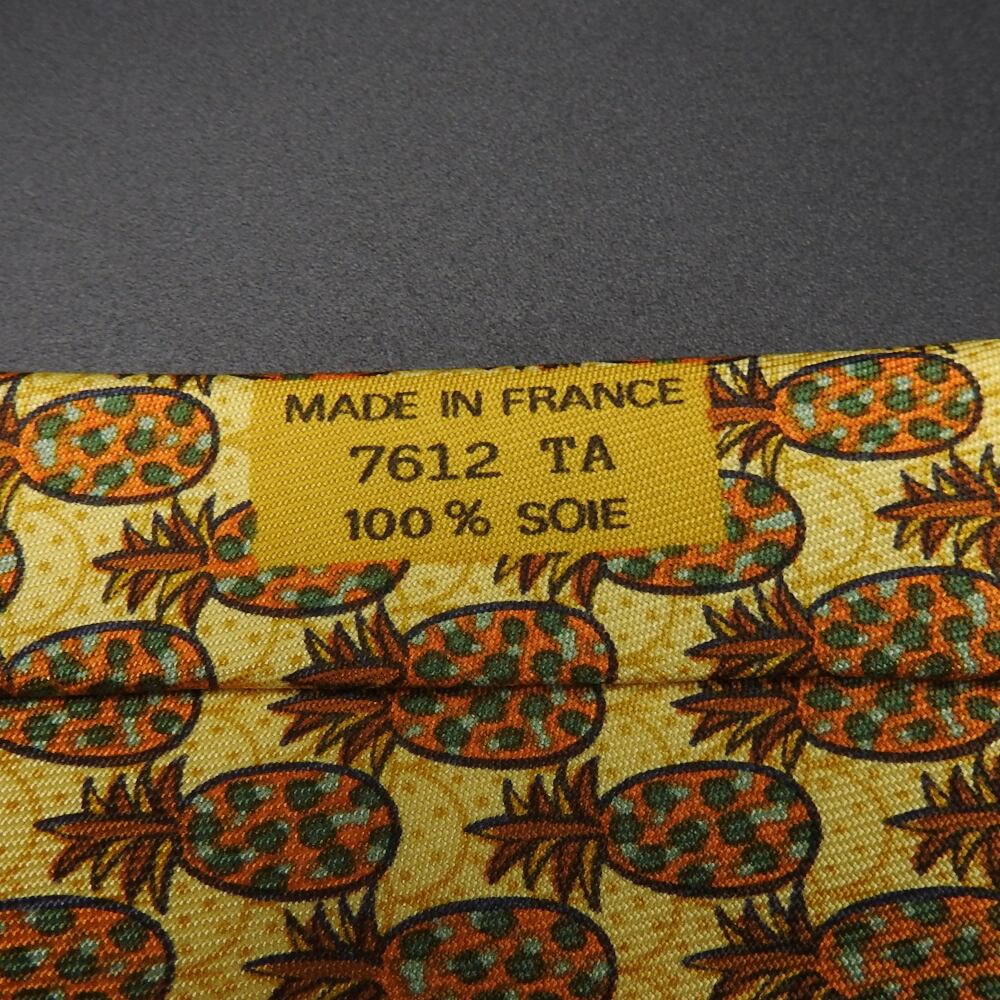 MADE IN FRANCE
7612 TA
100% SOIE